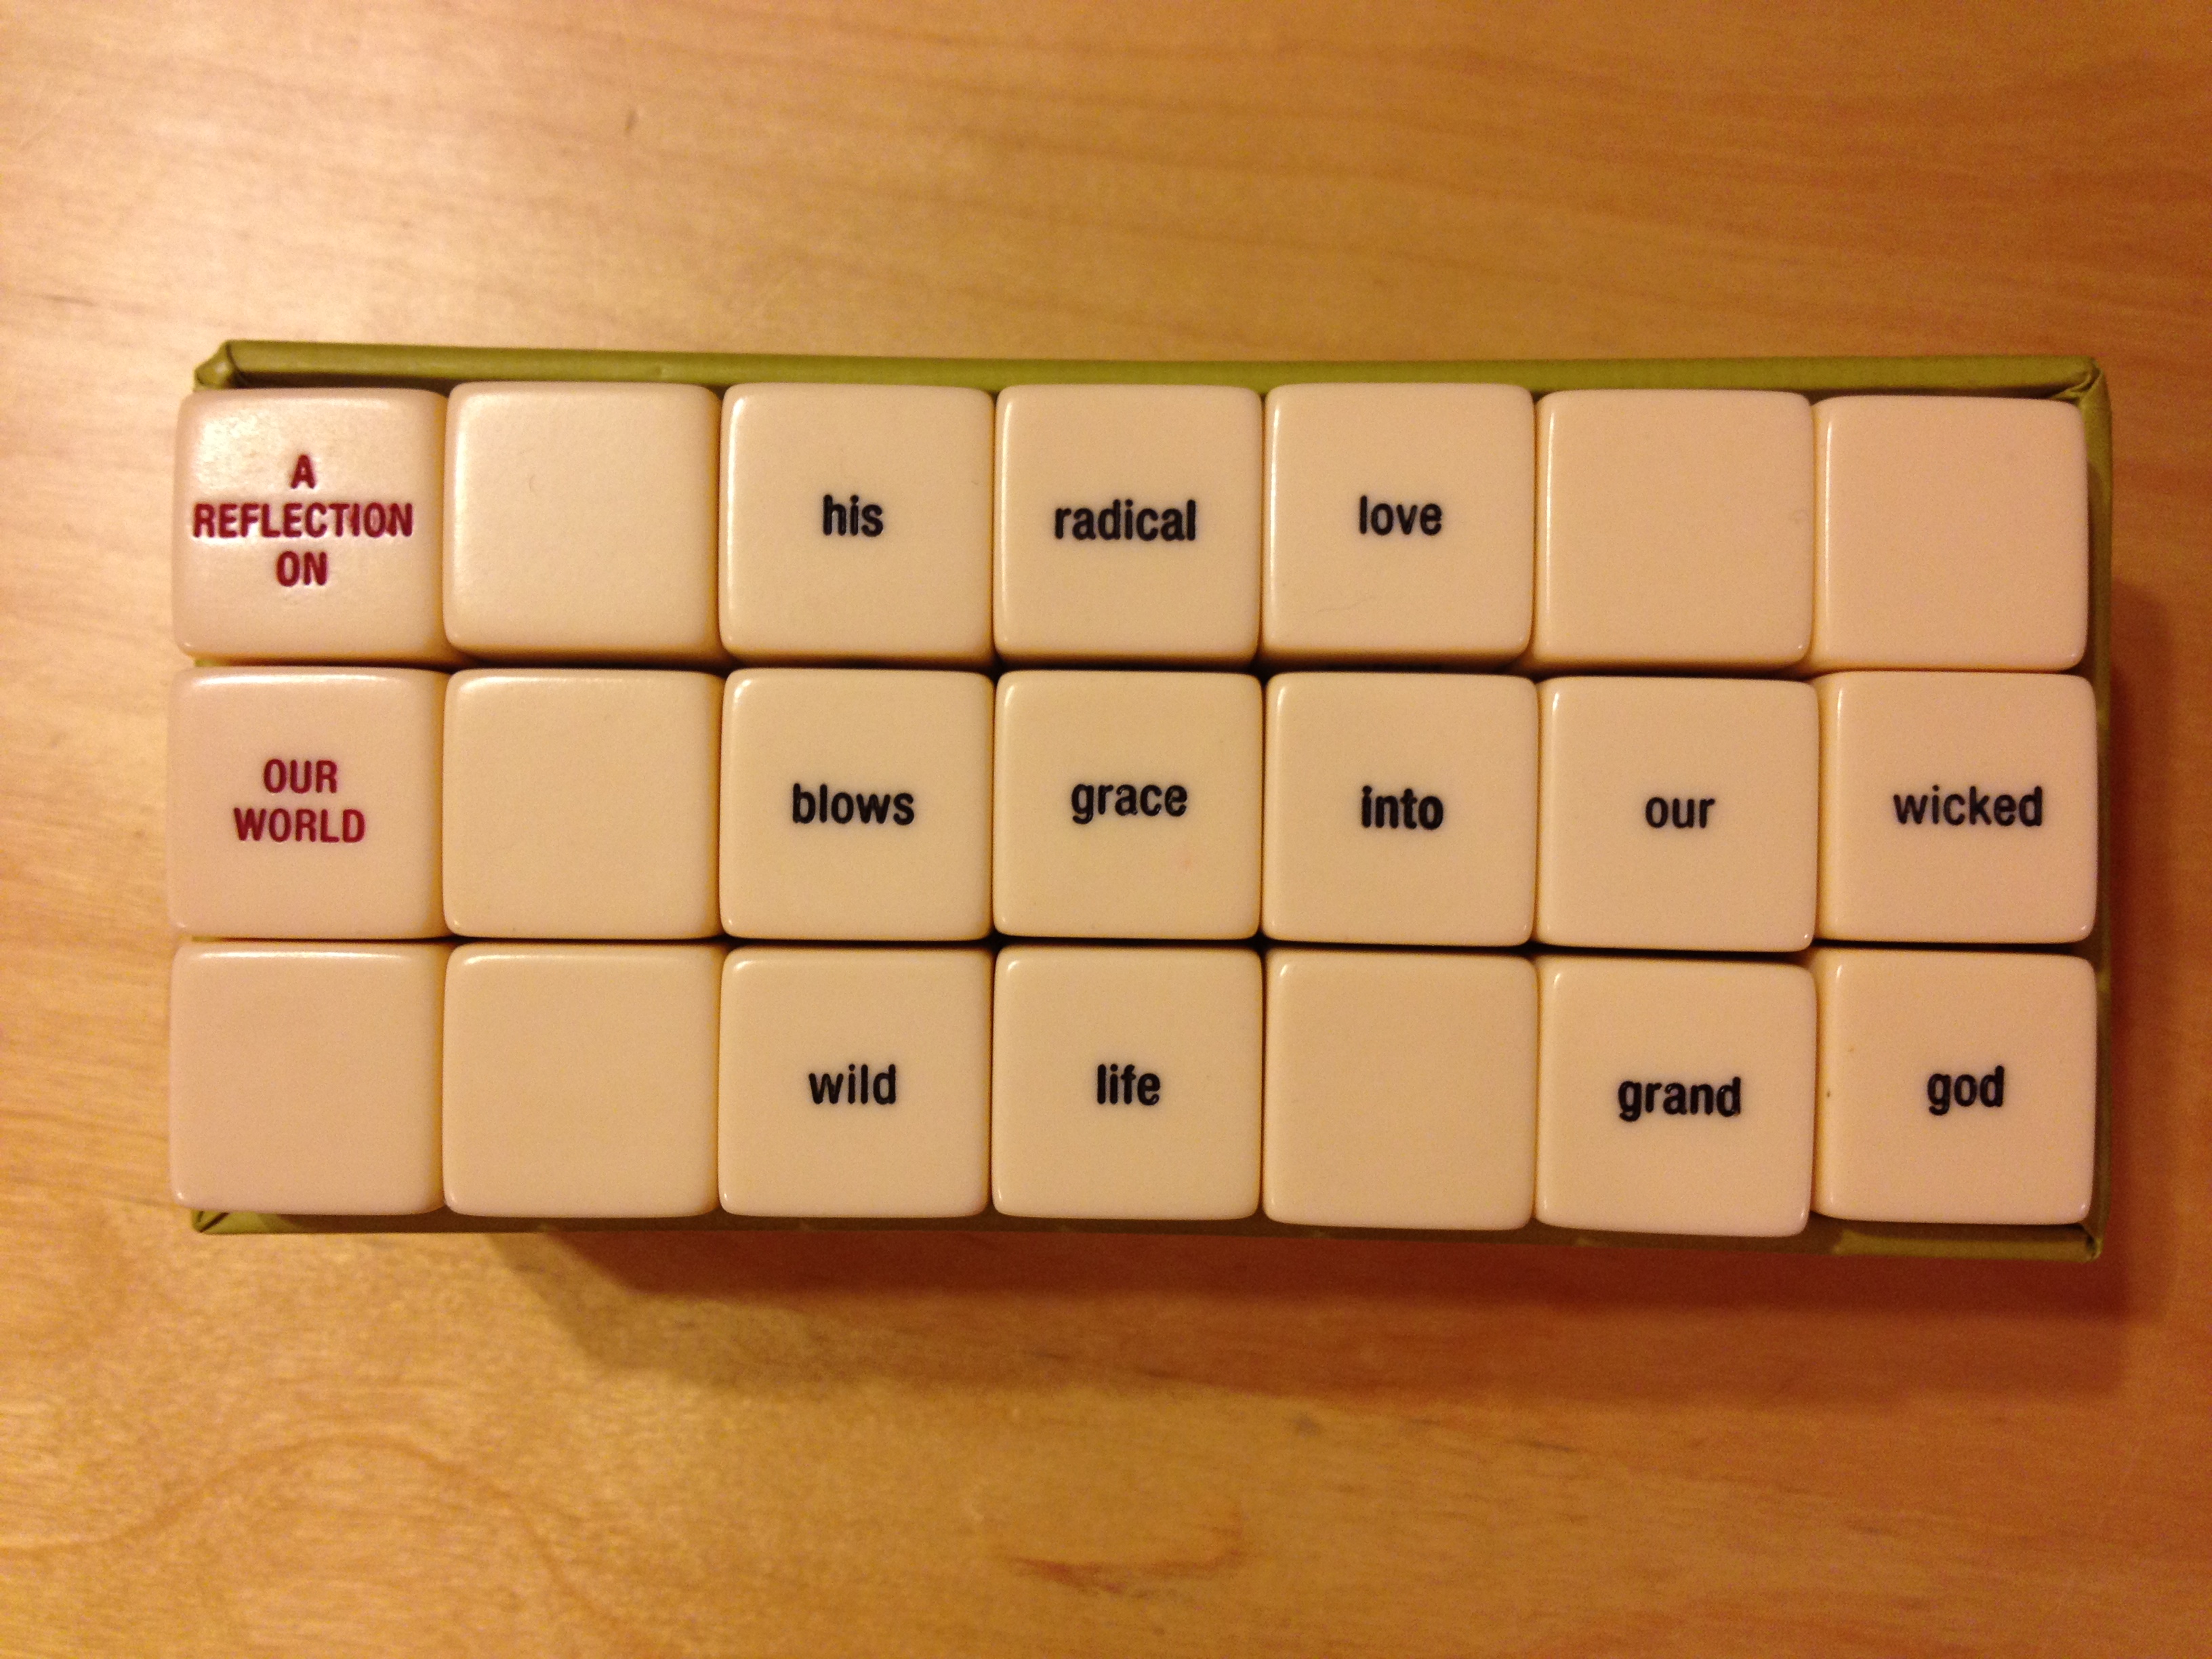 A
REFLECTION
ON
his radical love
OUR
WORLD
blows grace into our wicked
wild life grand god